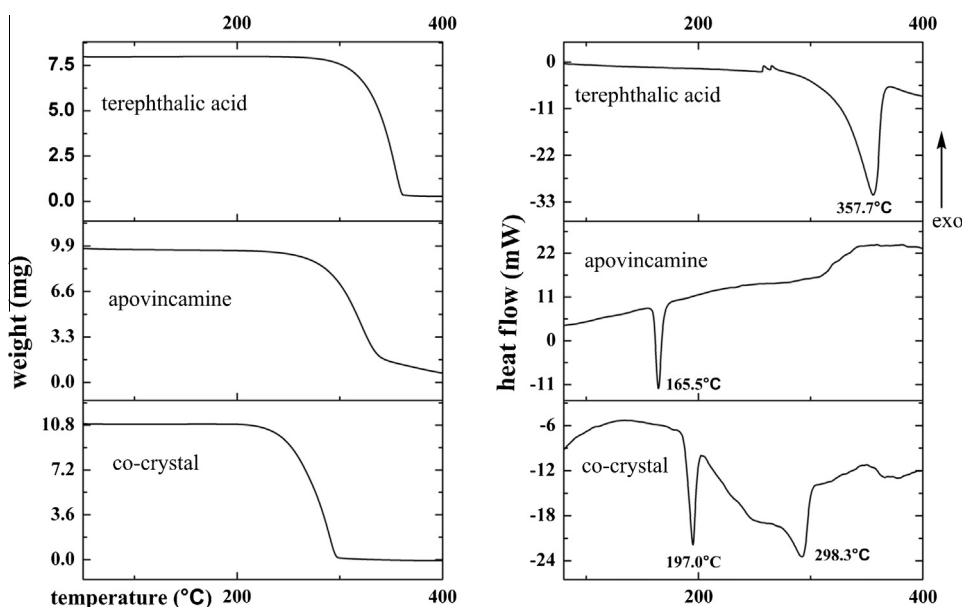 200 400
7.5
5.0
2.5
0.0
terephthalic acid
9.9
6.6
3.3
0.0
apovincamine
10.8
7.2
3.6
0.0
co-crystal
weight (mg)
temperature (°C) 200 400
200 400
0
-11
-22
-33
terephthalic acid
357.7°C
exo
22
11
0
-11
apovincamine
165.5°C
-6
-12
-18
-24
co-crystal
197.0°C
298.3°C
heat flow (mW)
200 400